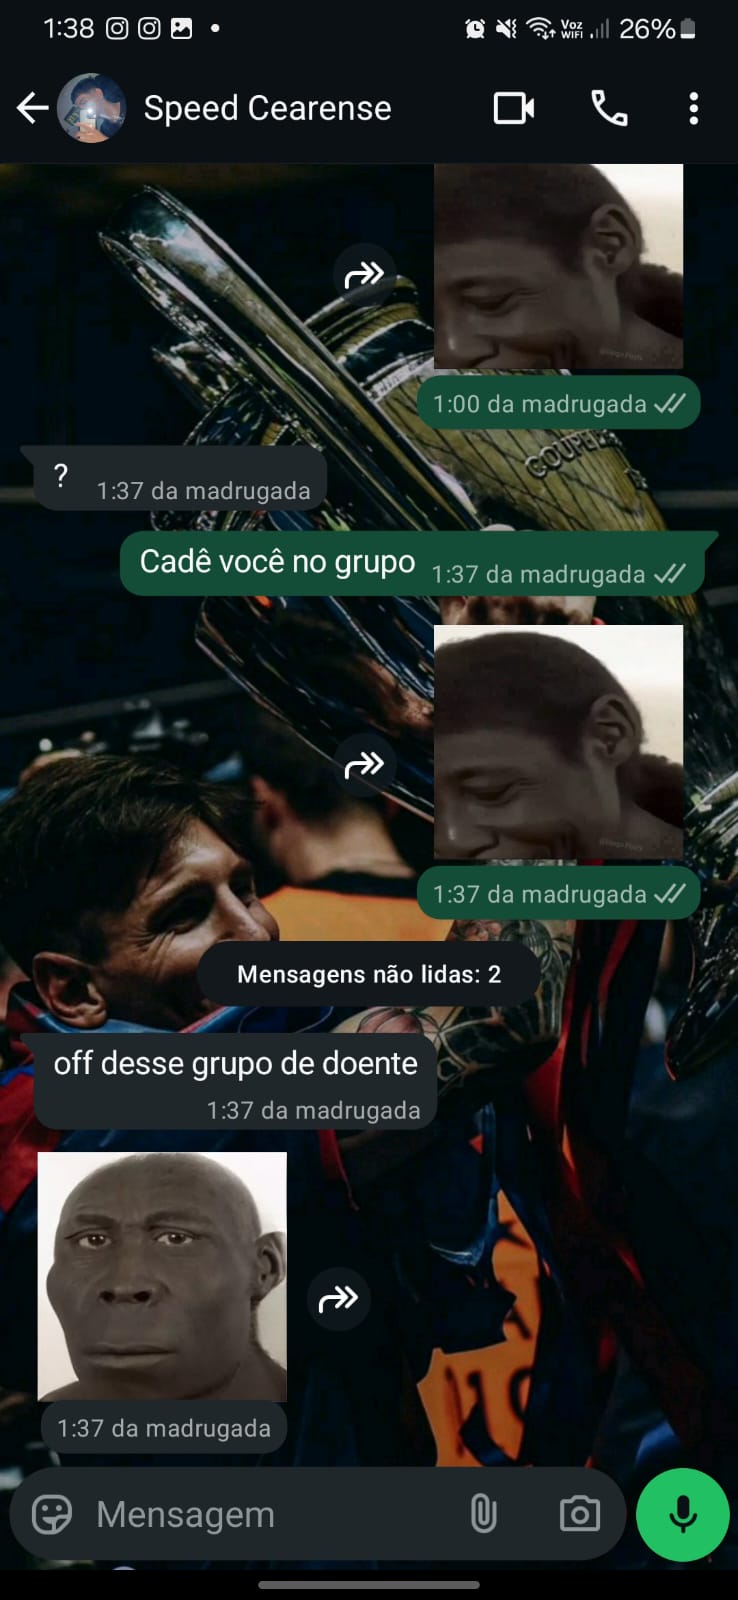 1:38
Voz
WIFI
26%
Speed Cearense
1:00 da madrugada
COUPE
?
1:37 da madrugada
Cadê você no grupo
1:37 da madrugada
1:37 da madrugada
Mensagens não lidas: 2
off desse grupo de doente
1:37 da madrugada
1:37 da madrugada
Mensagem